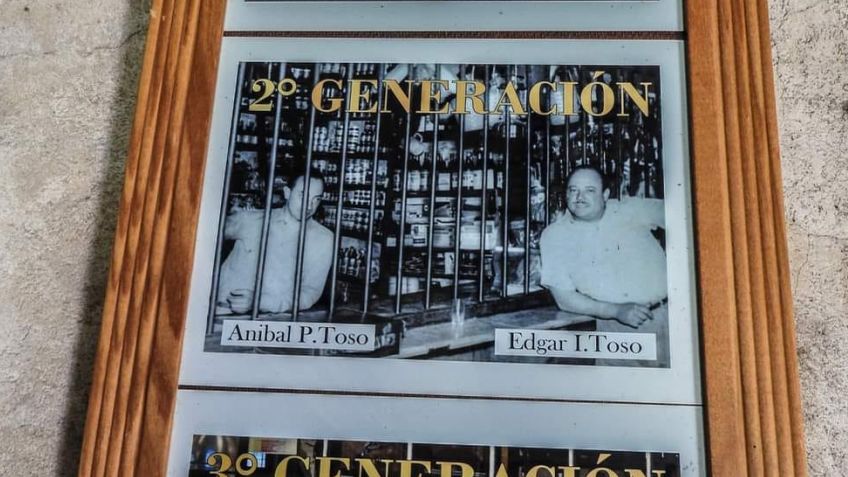 2° GENERACIÓN
Anibal P.Toso
Edgar I.Toso
3° GENERACIÓN